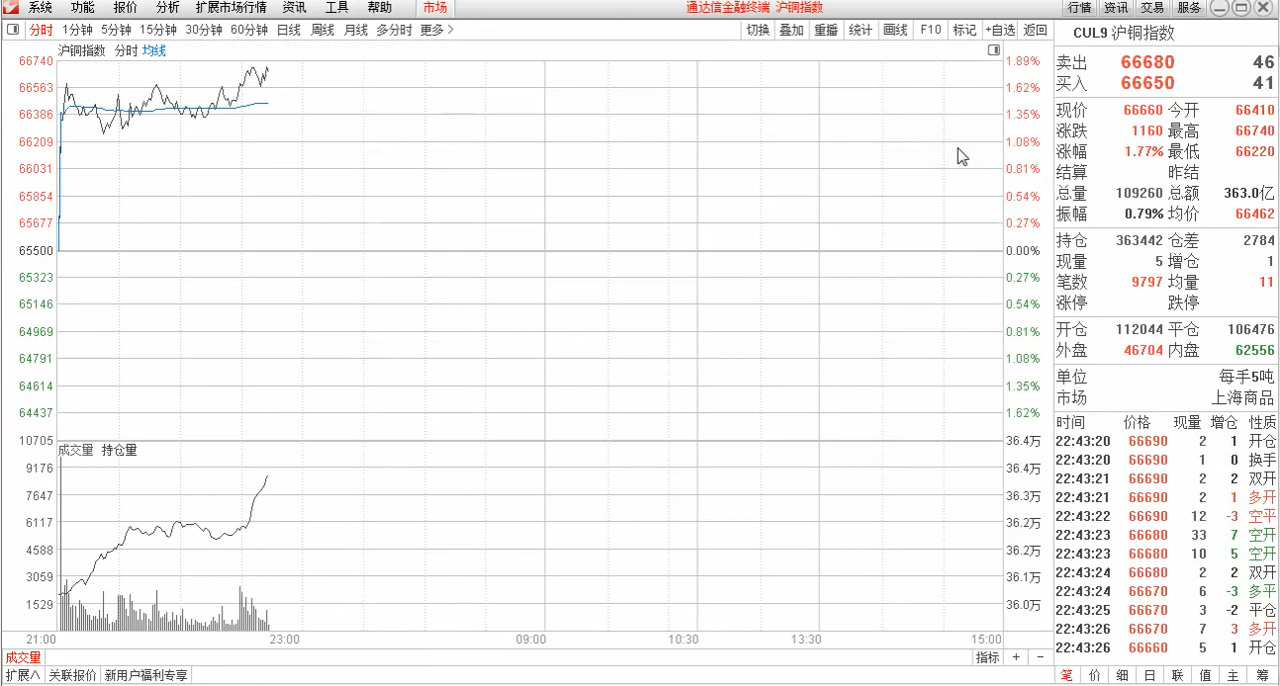 系统 功能 报价 分析 扩展市场行情 资讯 工具 帮助 市场 通达信金融终端 沪铜指数 行情 资讯 交易 服务
分时 1分钟 5分钟 15分钟 30分钟 60分钟 日线 周线 月线 多分时 更多> 切换 叠加 重播 统计 画线 F10 标记 +自选 返回
沪铜指数 分时 均线
66740 1.89%
66563 1.62%
66386 1.35%
66209 1.08%
66031 0.81%
65854 0.54%
65677 0.27%
65500 0.00%
65323 0.27%
65146 0.54%
64969 0.81%
64791 1.08%
64614 1.35%
64437 1.62%
10705 36.4万
成交量 持仓量
9176 36.4万
7647 36.3万
6117 36.2万
4588 36.2万
3059 36.1万
1529 36.0万
21:00 23:00 09:00 10:30 13:30 15:00
成交量 指标 + -
扩展∧ 关联报价 新用户福利专享
CUL9 沪铜指数
卖出 66680 46
买入 66650 41
现价 66660 今开 66410
涨跌 1160 最高 66740
涨幅 1.77% 最低 66220
结算 昨结
总量 109260 总额 363.0亿
振幅 0.79% 均价 66462
持仓 363442 仓差 2784
现量 5 增仓 1
笔数 9797 均量 11
涨停 跌停
开仓 112044 平仓 106476
外盘 46704 内盘 62556
单位 每手5吨
市场 上海商品
时间 价格 现量 增仓 性质
22:43:20 66690 2 1 开仓
22:43:20 66690 1 0 换手
22:43:21 66690 2 2 双开
22:43:21 66690 2 1 多开
22:43:22 66690 12 -3 空平
22:43:23 66680 33 7 空开
22:43:23 66680 10 5 空开
22:43:24 66680 2 2 双开
22:43:24 66670 6 -3 多平
22:43:25 66670 3 -2 平仓
22:43:26 66670 7 3 多开
22:43:26 66660 5 1 开仓
笔 价 细 日 联 值 主 筹